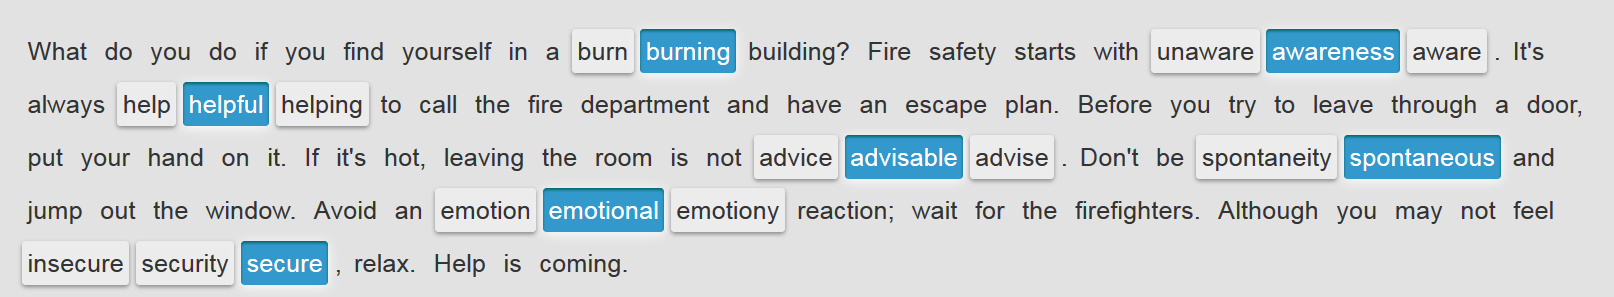 What do you do if you find yourself in a burn burning building? Fire safety starts with unaware awareness aware . It's
always help helpful helping to call the fire department and have an escape plan. Before you try to leave through a door,
put your hand on it. If it's hot, leaving the room is not advice advisable advise . Don't be spontaneity spontaneous and
jump out the window. Avoid an emotion emotional emotiony reaction; wait for the firefighters. Although you may not feel
insecure security secure , relax. Help is coming.